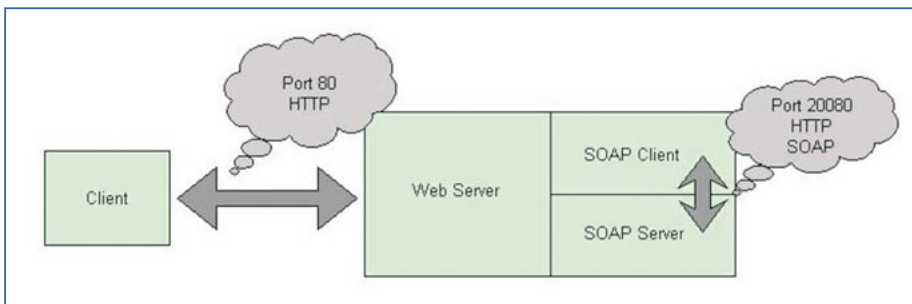 Port 80
HTTP
Port 20080
HTTP
SOAP
Client
Web Server
SOAP Client
SOAP Server